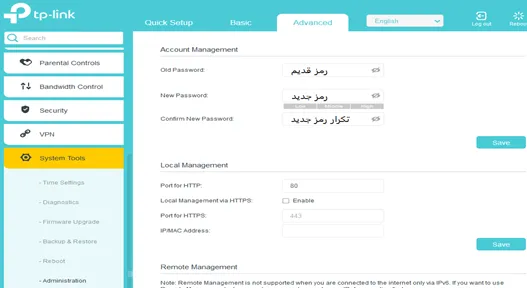 tp-link
Quick Setup
Basic
Advanced
English
Log out
Search
Parental Controls
Bandwidth Control
Security
VPN
System Tools
- Time Settings
- Diagnostics
- Firmware Upgrade
- Backup & Restore
- Reboot
- Administration
Account Management
Old Password: رمز قدیم
New Password: رمز جدید
Low Middle High
Confirm New Password: تکرار رمز جدید
Save
Local Management
Port for HTTP: 80
Local Management via HTTPS: Enable
Port for HTTPS: 443
IP/MAC Address:
Save
Remote Management
Note: Remote Management is not supported when you are connected to the internet only via IPv6. If you want to use